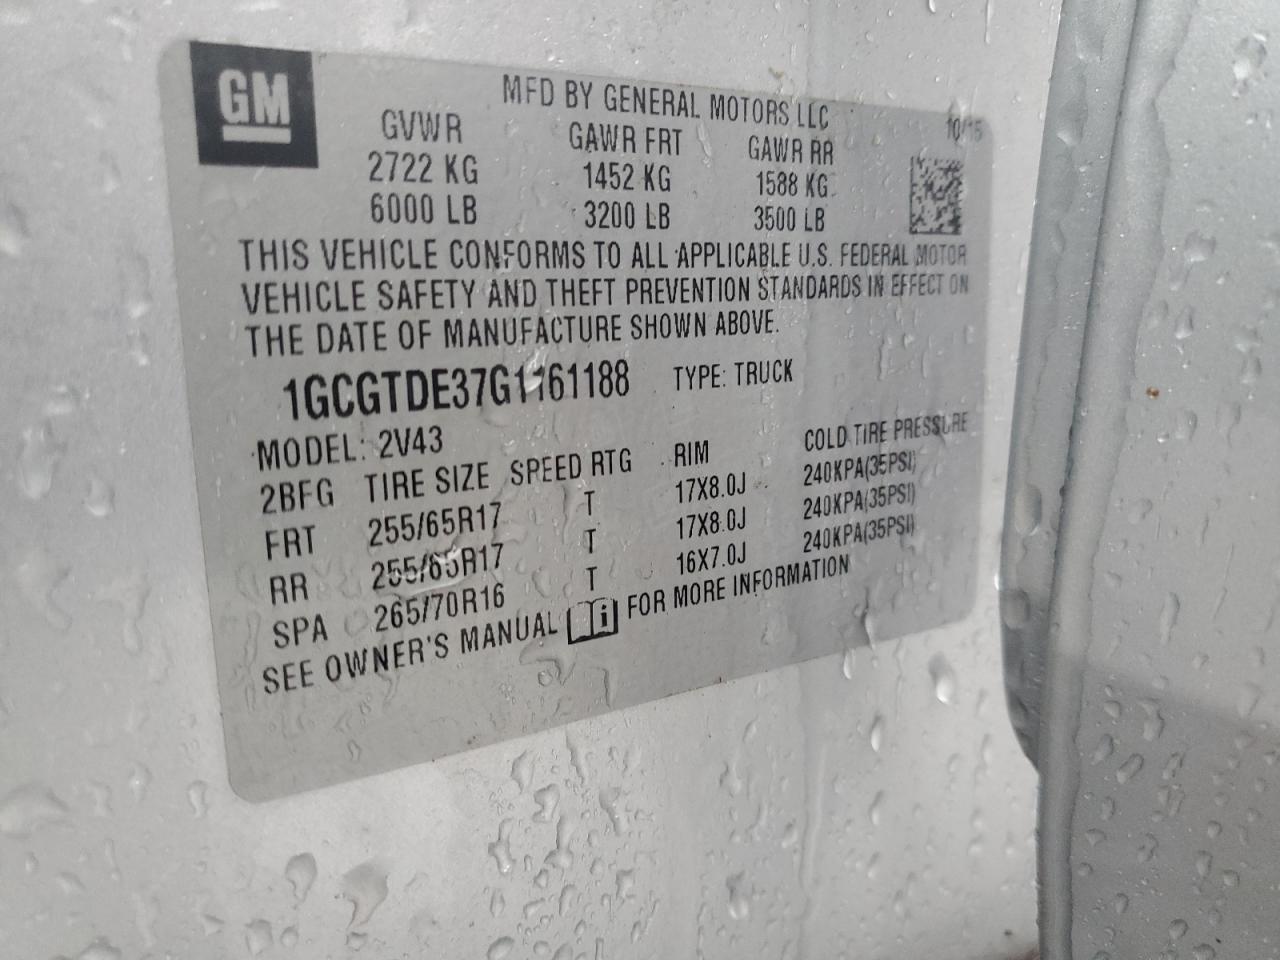 GM
MFD BY GENERAL MOTORS LLC
10/15
GVWR GAWR FRT GAWR RR
2722 KG 1452 KG 1588 KG
6000 LB 3200 LB 3500 LB
THIS VEHICLE CONFORMS TO ALL APPLICABLE U.S. FEDERAL MOTOR
VEHICLE SAFETY AND THEFT PREVENTION STANDARDS IN EFFECT ON
THE DATE OF MANUFACTURE SHOWN ABOVE.
1GCGTDE37G1161188 TYPE: TRUCK
MODEL: 2V43
2BFG TIRE SIZE SPEED RTG RIM COLD TIRE PRESSURE
FRT 255/65R17 T 17X8.0J 240KPA(35PSI)
RR 255/65R17 T 17X8.0J 240KPA(35PSI)
SPA 265/70R16 T 16X7.0J 240KPA(35PSI)
SEE OWNER'S MANUAL i FOR MORE INFORMATION